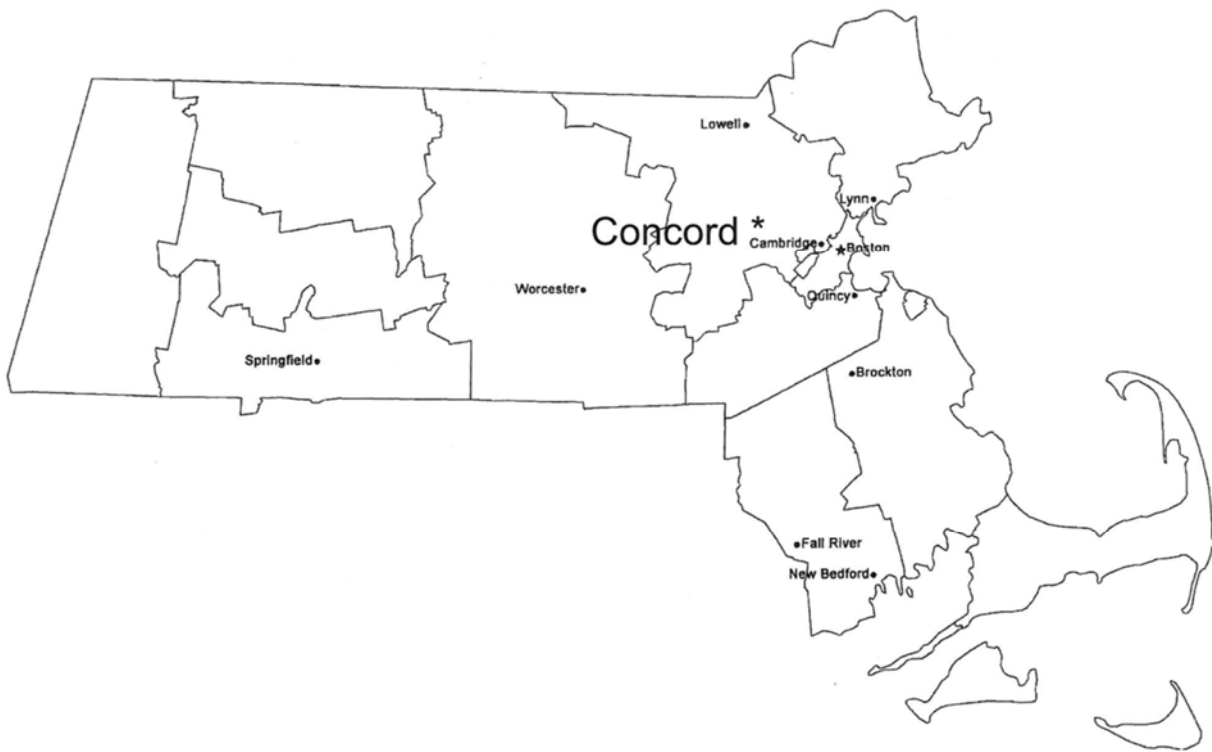 Lowell
Lynn
Concord *
Cambridge
Boston
Worcester
Quincy
Springfield
Brockton
Fall River
New Bedford